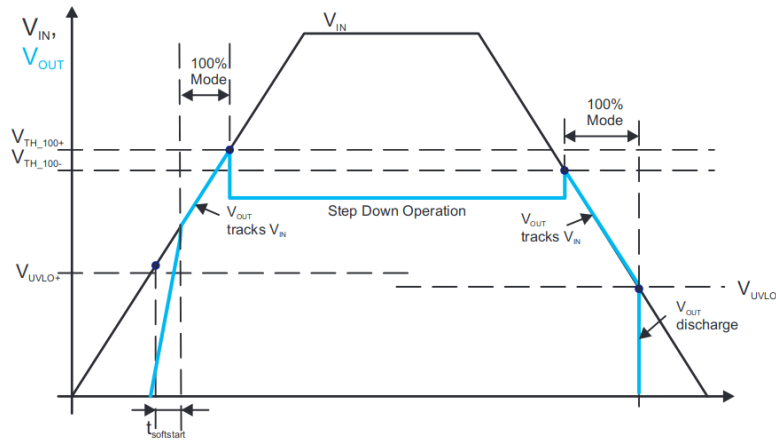 V_IN,
V_OUT
V_IN
100%
Mode
100%
Mode
V_TH_100+
V_TH_100-
Step Down Operation
V_OUT
tracks V_IN
V_OUT
tracks V_IN
V_UVLO+
V_UVLO
V_OUT
discharge
t_softstart